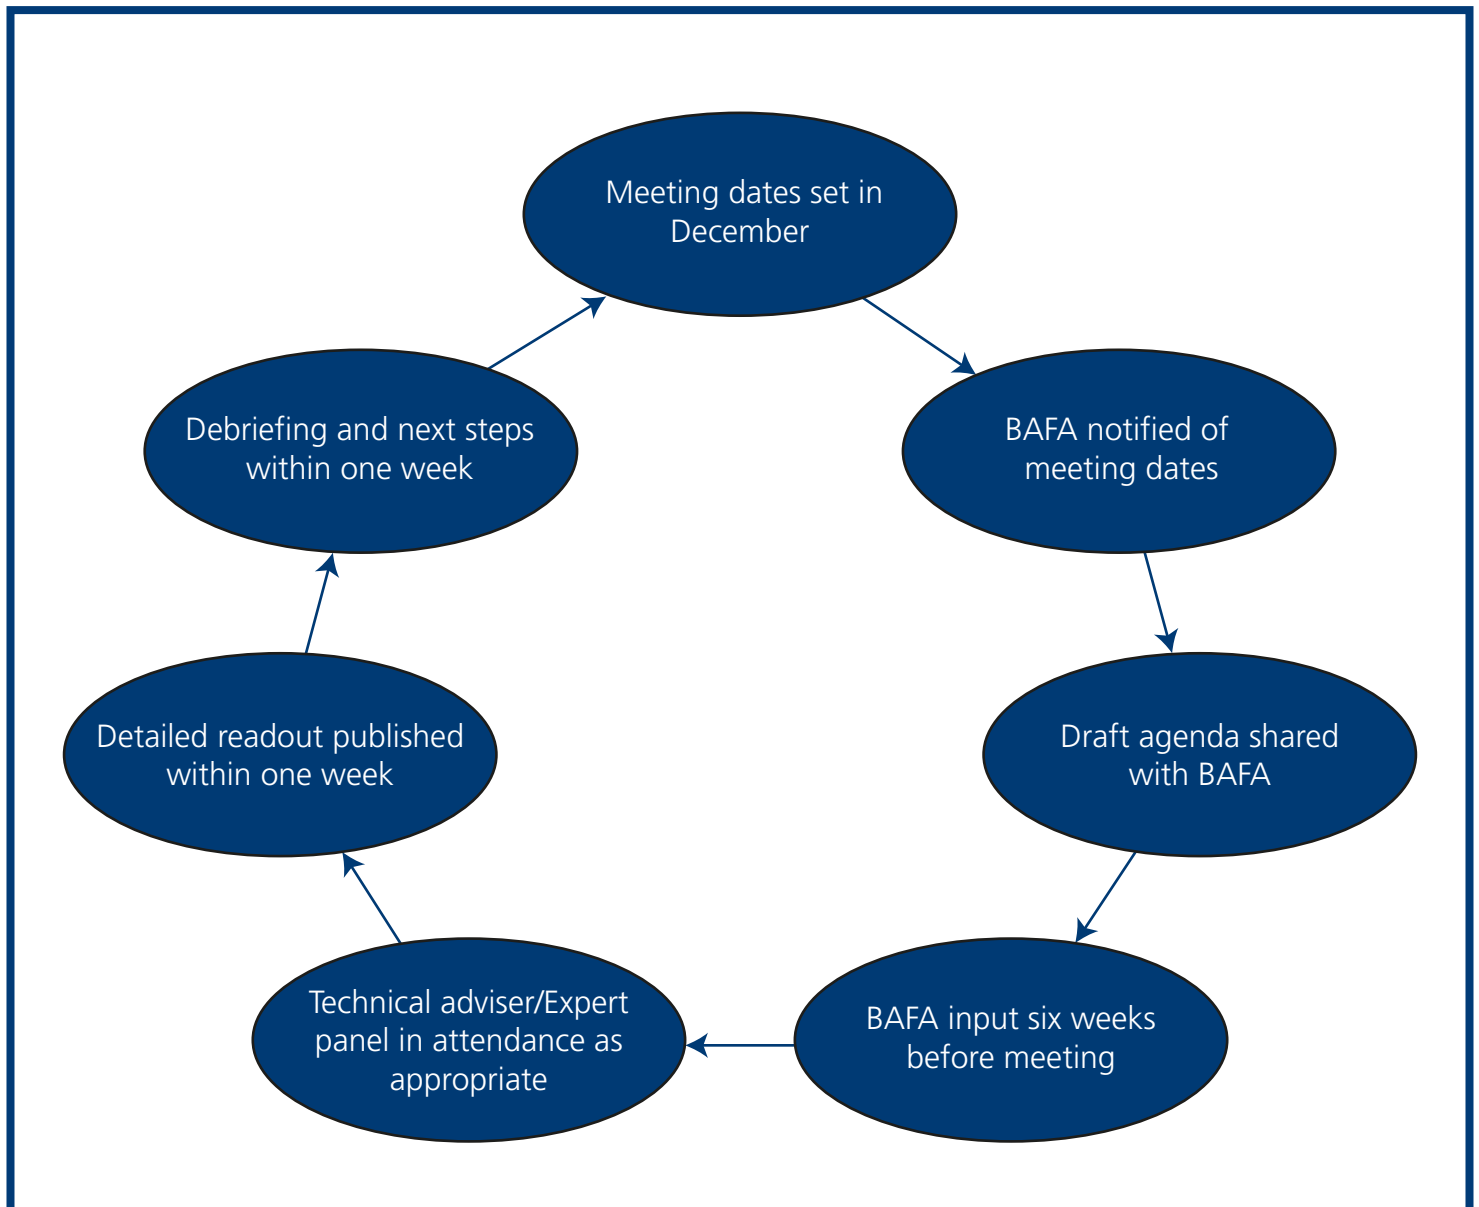 Meeting dates set in
December
BAFA notified of
meeting dates
Draft agenda shared
with BAFA
BAFA input six weeks
before meeting
Technical adviser/Expert
panel in attendance as
appropriate
Detailed readout published
within one week
Debriefing and next steps
within one week